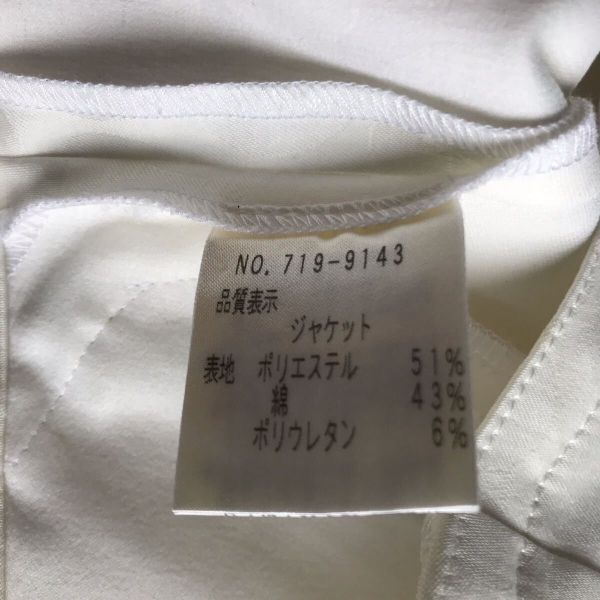 NO. 719-9143
品質表示
ジャケット
表地 ポリエステル 51%
綿 43%
ポリウレタン 6%